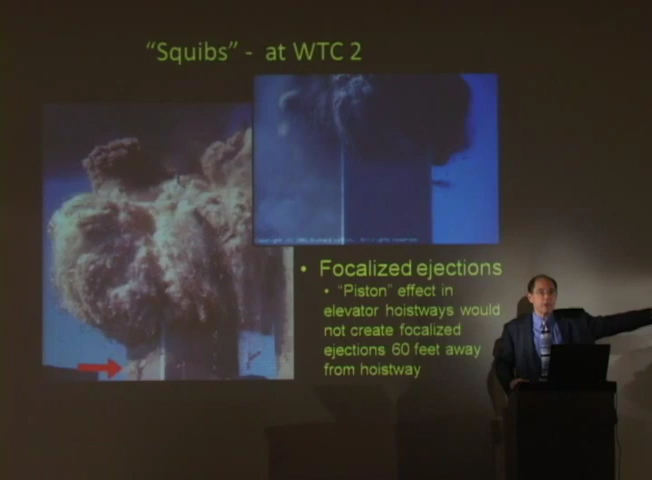 “Squibs” - at WTC 2
• Focalized ejections
• “Piston” effect in
elevator hoistways would
not create focalized
ejections 60 feet away
from hoistway